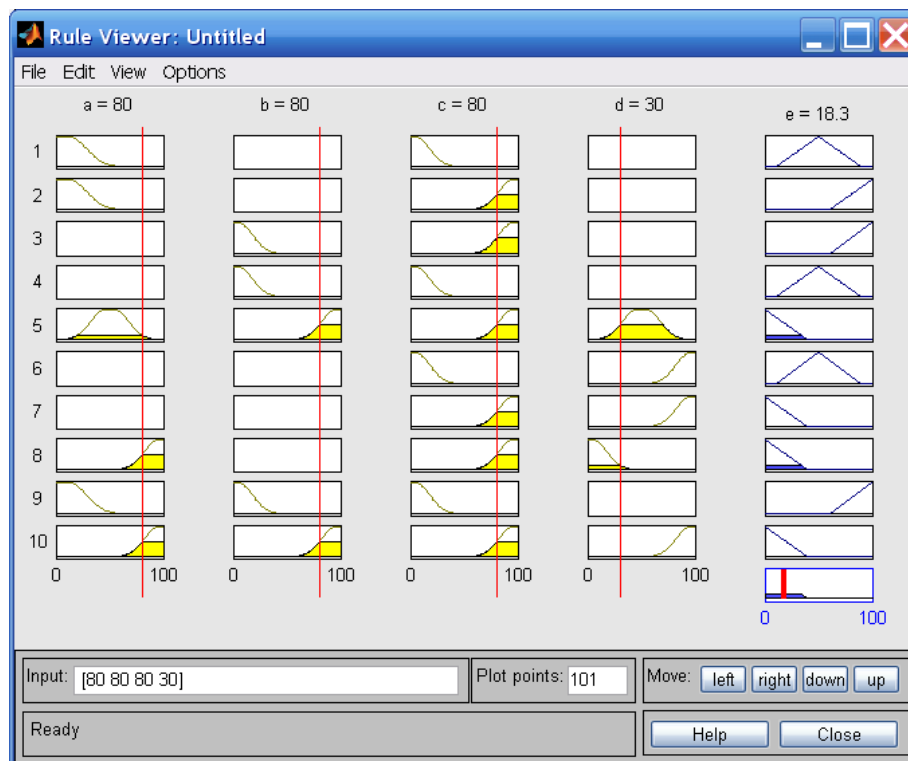 Rule Viewer: Untitled
File Edit View Options
a = 80 b = 80 c = 80 d = 30 e = 18.3
1
2
3
4
5
6
7
8
9
10
0 100 0 100 0 100 0 100
0 100
Input: [80 80 80 30] Plot points: 101 Move: left right down up
Ready Help Close